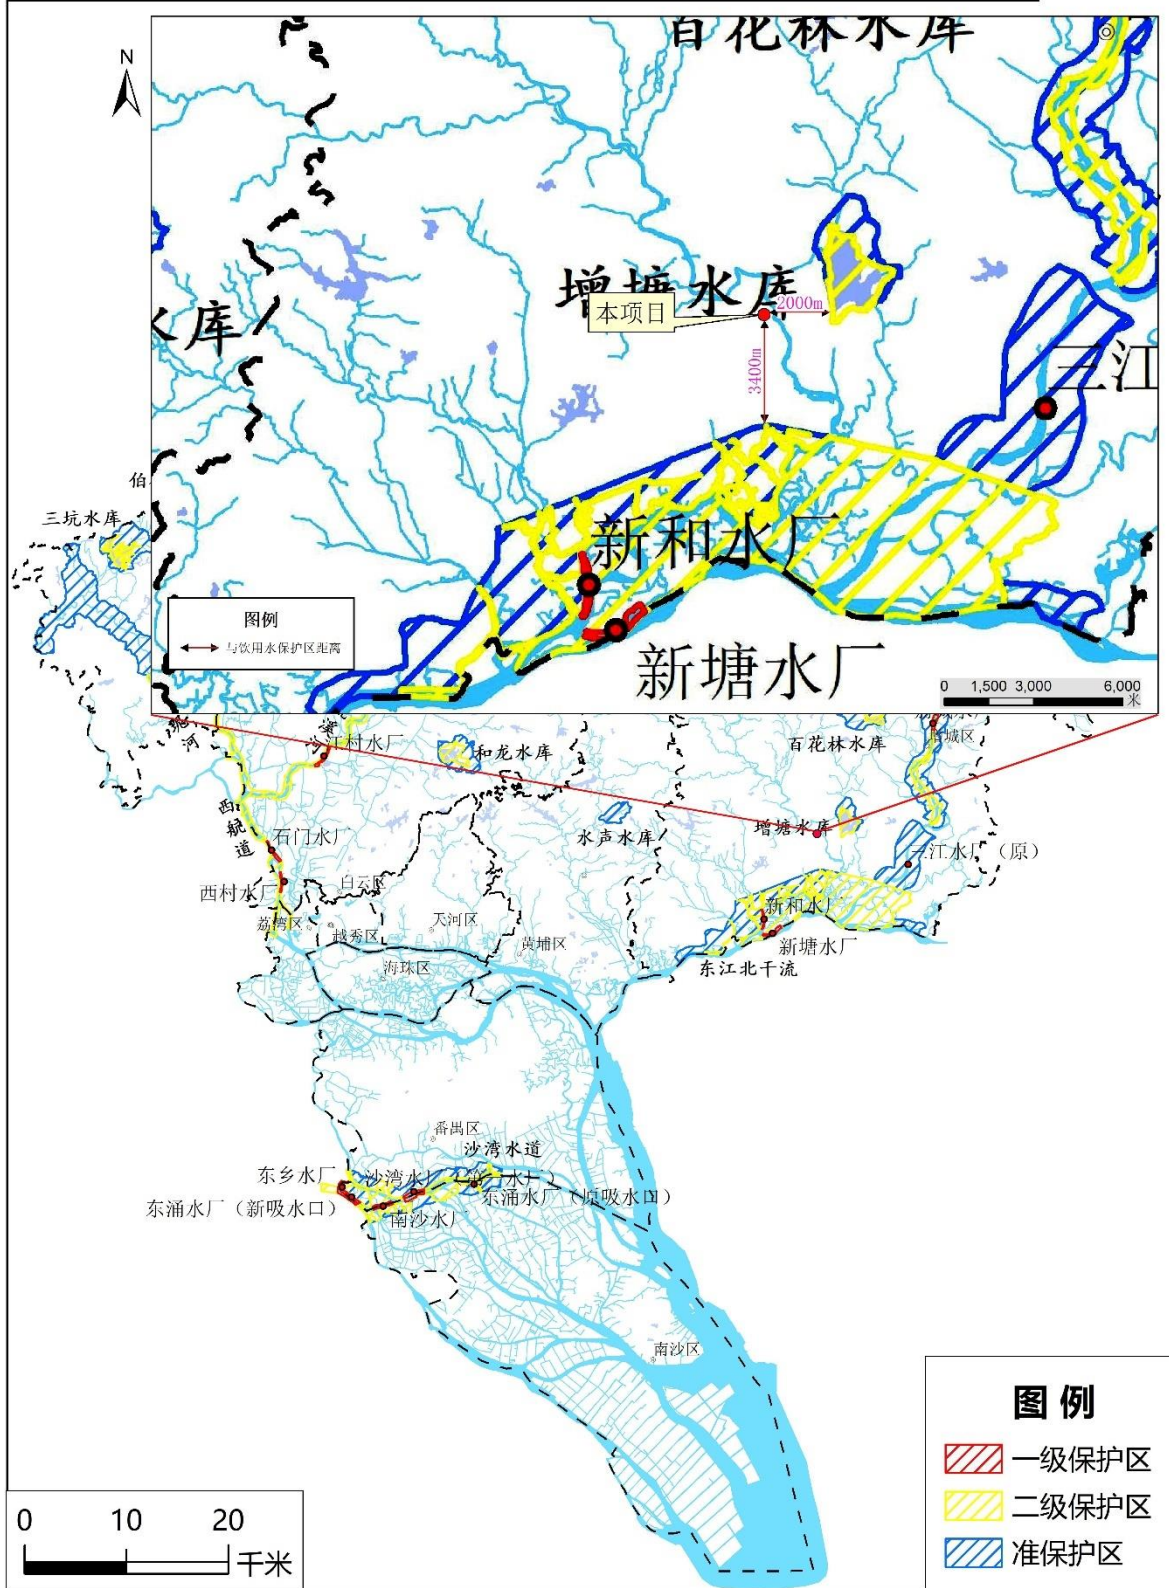 百花林水库
N
增塘水库
2000m
本项目
水库
3400m
三江
伯
三坑水库
新和水厂
图例
与饮用水保护区距离
新塘水厂
0 1,500 3,000 6,000
米
江村水厂
和龙水库
百花林水库
西航道
增塘水库
石门水厂
水声水库
三江水厂（原）
西村水厂
白云区
新和水厂
荔湾区
越秀区
天河区
黄埔区
新塘水厂
海珠区
东江北干流
番禺区
沙湾水道
东乡水厂
沙湾水厂
东涌水厂（新吸水口）
东涌水厂（原吸水口）
南沙水厂
南沙区
图例
一级保护区
二级保护区
准保护区
0 10 20
千米